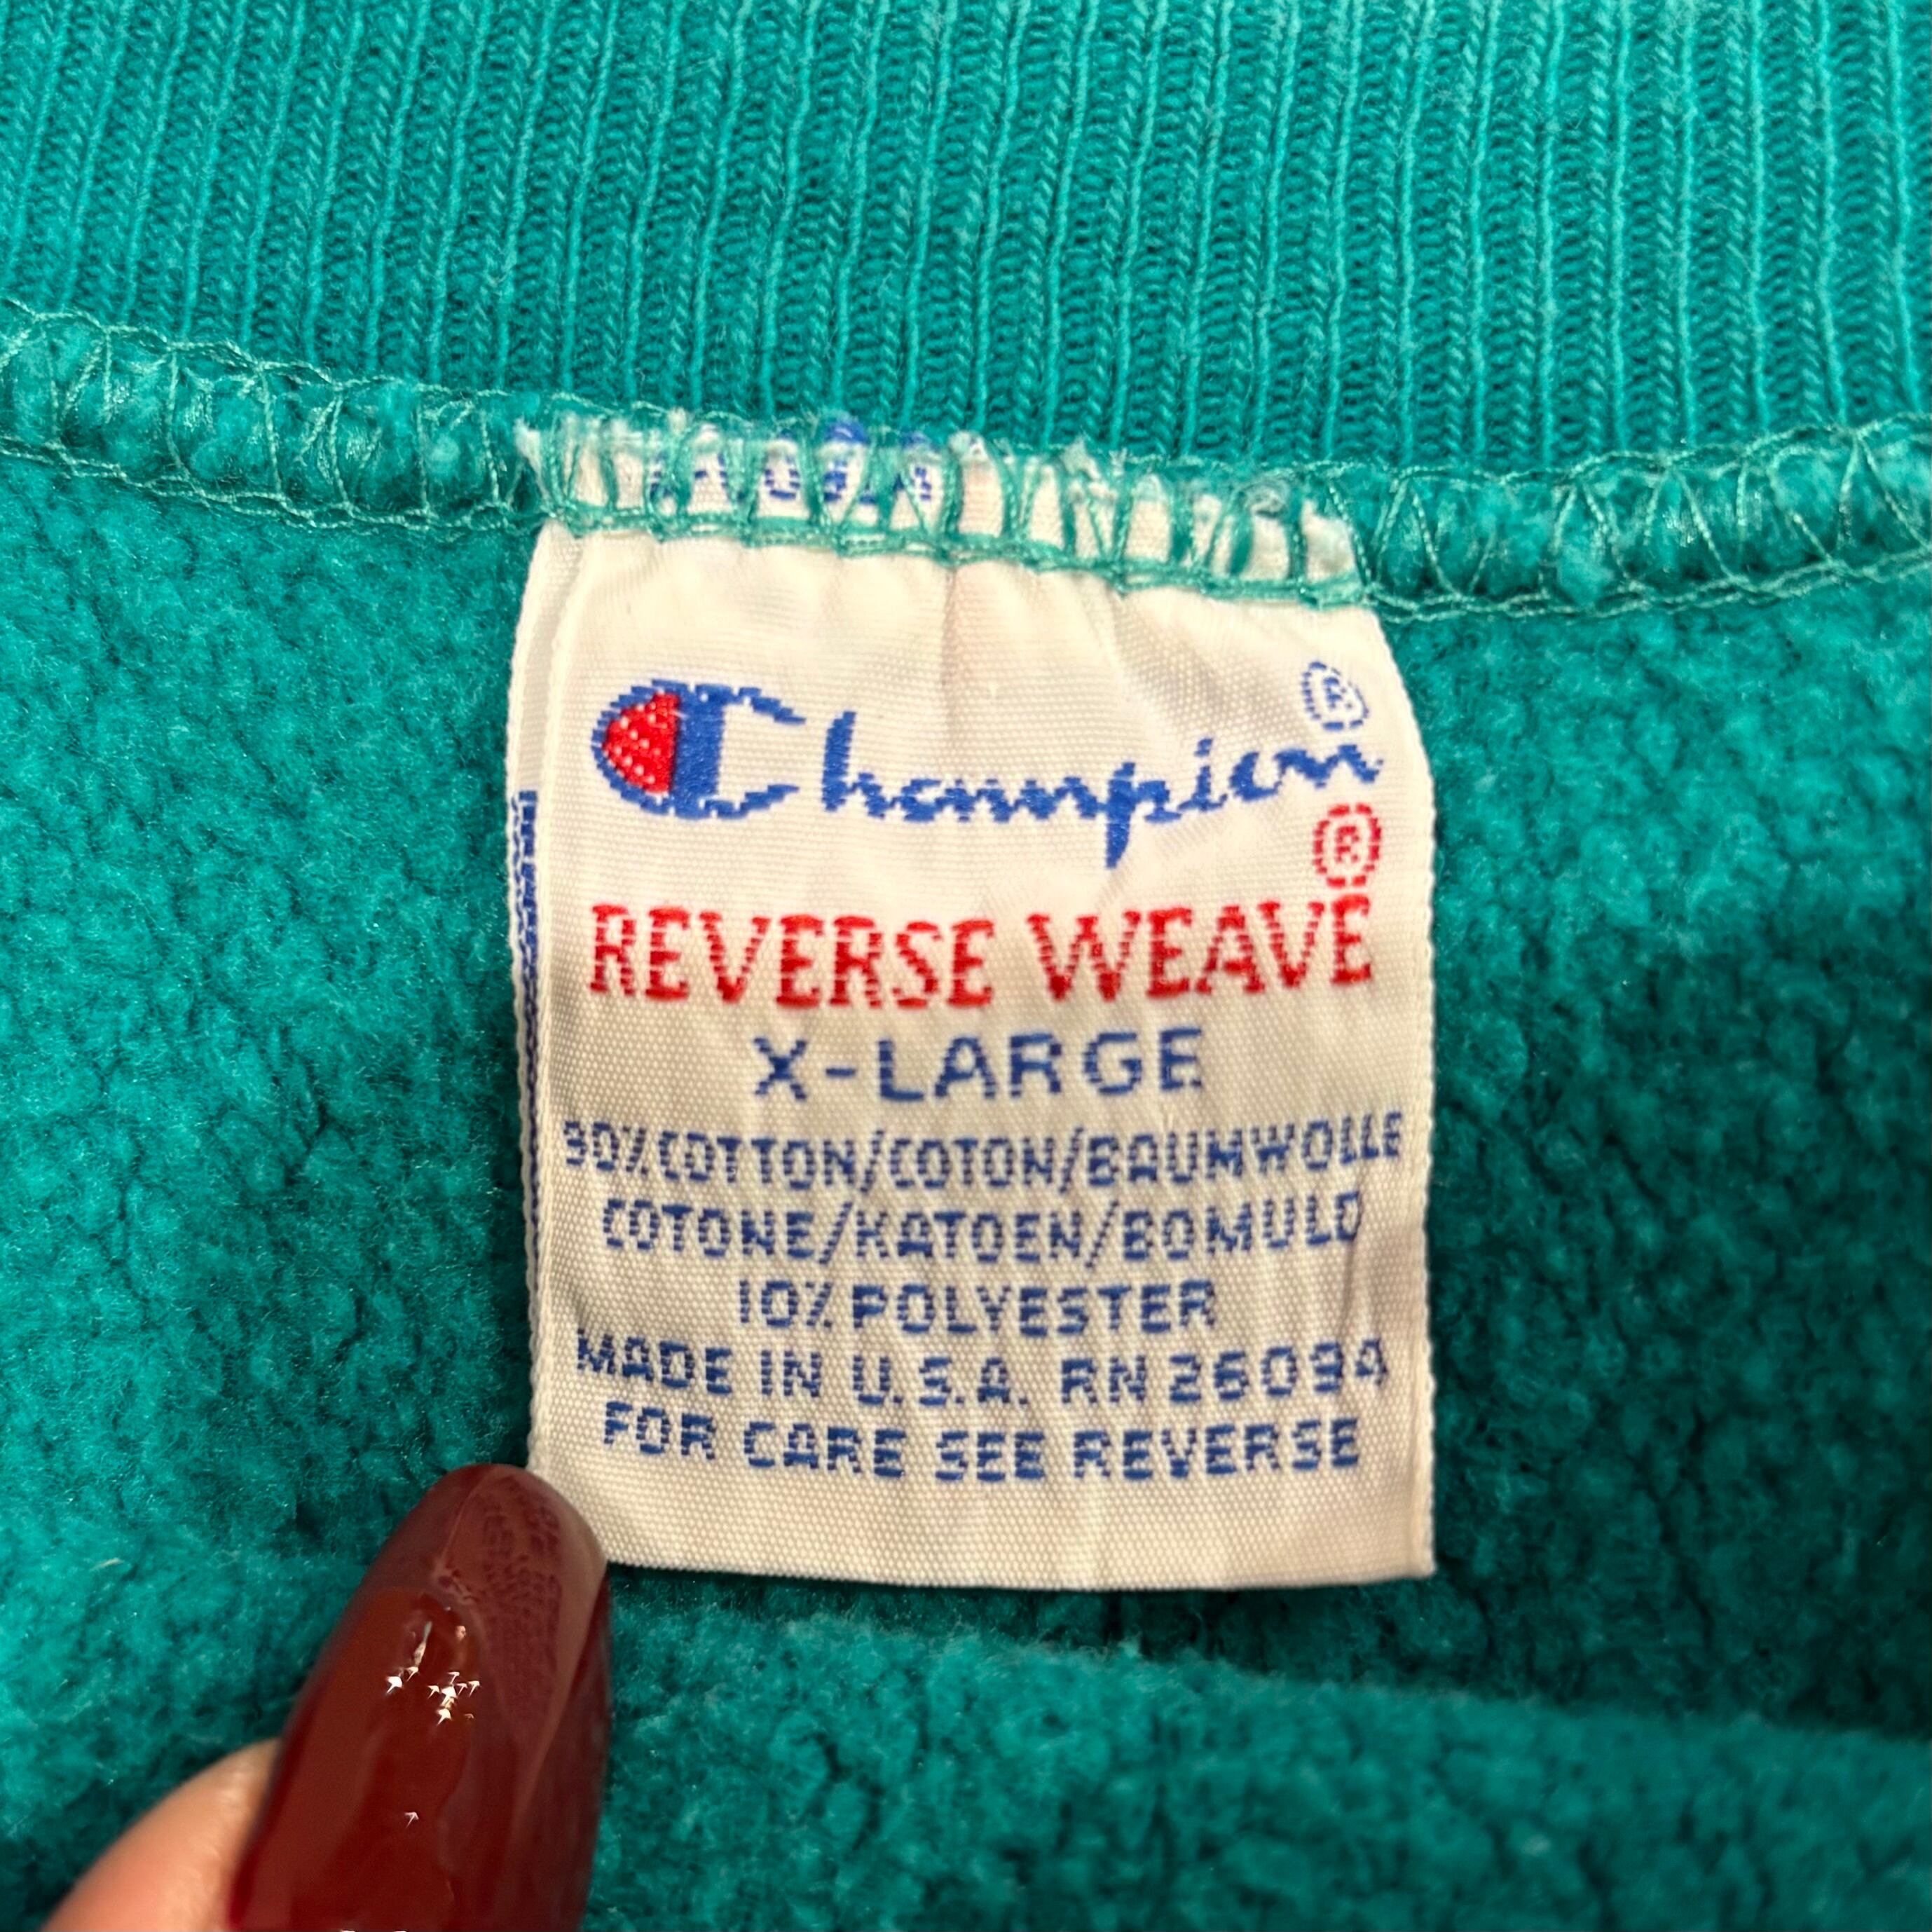 Champion®
®
REVERSE WEAVE
X-LARGE
90% COTTON/COTON/BAUMWOLLE
COTONE/KATOEN/BOMULD
10% POLYESTER
MADE IN U.S.A. RN 26094
FOR CARE SEE REVERSE